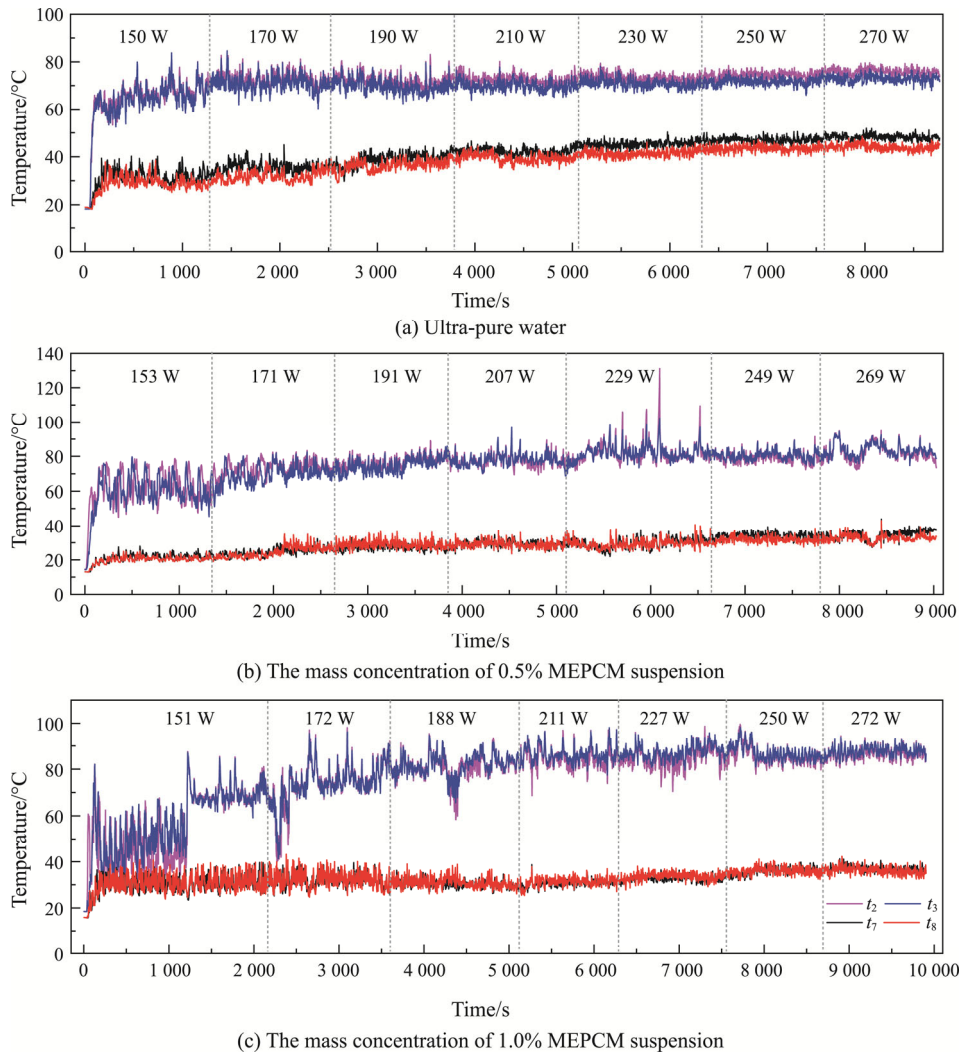 100
150 W 170 W 190 W 210 W 230 W 250 W 270 W
80
60
40
20
0
Temperature/°C
0 1 000 2 000 3 000 4 000 5 000 6 000 7 000 8 000
Time/s
(a) Ultra-pure water
140
153 W 171 W 191 W 207 W 229 W 249 W 269 W
120
100
80
60
40
20
0
Temperature/°C
0 1 000 2 000 3 000 4 000 5 000 6 000 7 000 8 000 9 000
Time/s
(b) The mass concentration of 0.5% MEPCM suspension
151 W 172 W 188 W 211 W 227 W 250 W 272 W
100
80
60
40
20
0
Temperature/°C
t2 t3
t7 t8
0 1 000 2 000 3 000 4 000 5 000 6 000 7 000 8 000 9 000 10 000
Time/s
(c) The mass concentration of 1.0% MEPCM suspension